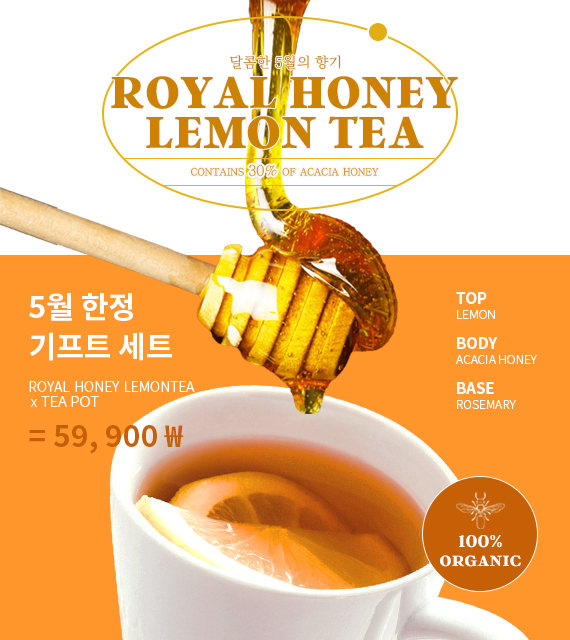 달콤한 5월의 향기
ROYAL HONEY
LEMON TEA
CONTAINS 30% OF ACACIA HONEY
5월 한정
기프트 세트
ROYAL HONEY LEMONTEA
x TEA POT
= 59, 900 ₩
TOP
LEMON
BODY
ACACIA HONEY
BASE
ROSEMARY
100%
ORGANIC